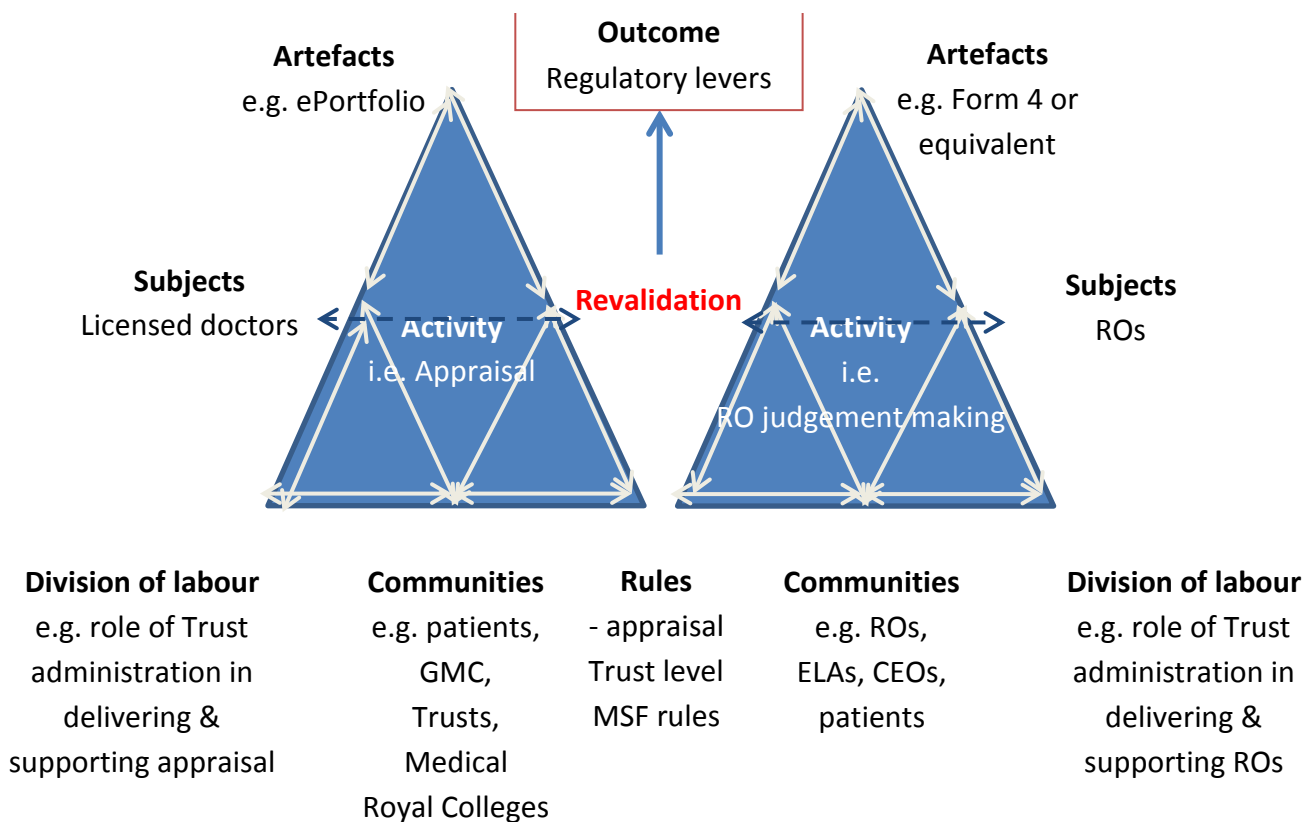 Artefacts
e.g. ePortfolio
Outcome
Regulatory levers
Artefacts
e.g. Form 4 or
equivalent
Subjects
Licensed doctors
Activity
i.e. Appraisal
Revalidation
Activity
i.e.
RO judgement making
Subjects
ROs
Division of labour
e.g. role of Trust
administration in
delivering &
supporting appraisal
Communities
e.g. patients,
GMC,
Trusts,
Medical
Royal Colleges
Rules
- appraisal
Trust level
MSF rules
Communities
e.g. ROs,
ELAs, CEOs,
patients
Division of labour
e.g. role of Trust
administration in
delivering &
supporting ROs